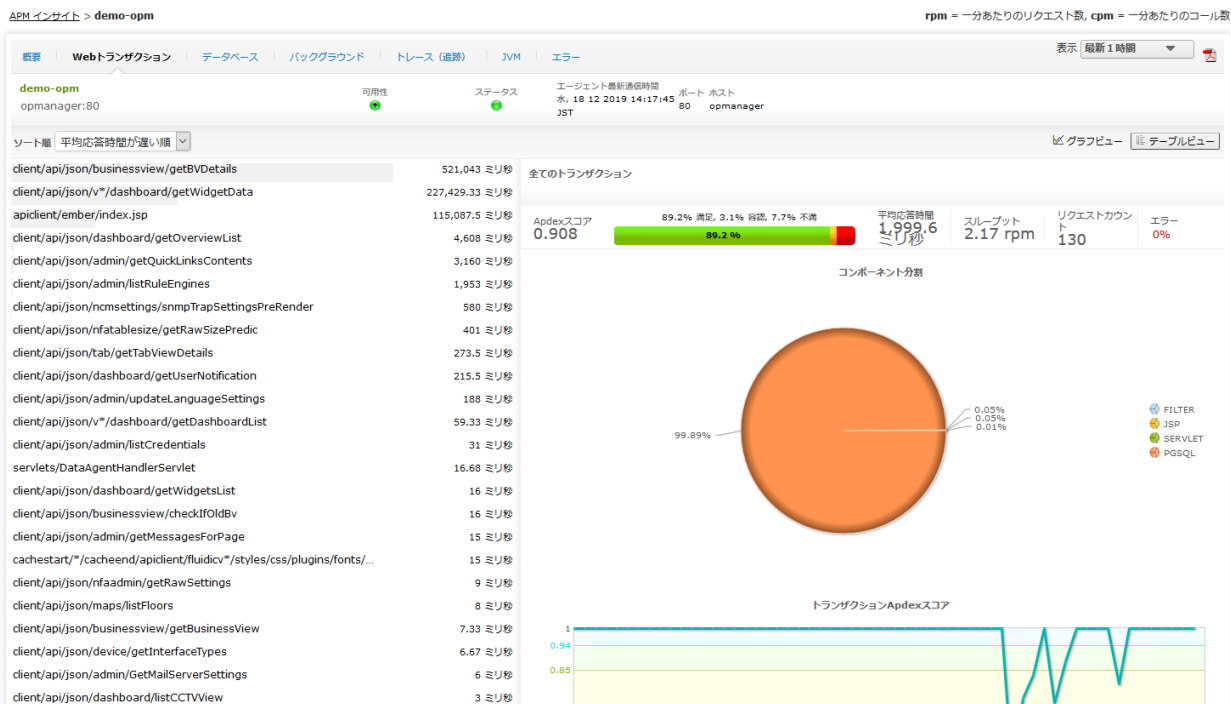 APM インサイト > demo-opm
rpm = 一分あたりのリクエスト数, cpm = 一分あたりのコール数
概要 Webトランザクション データベース バックグラウンド トレース（追跡） JVM エラー
表示 最新１時間
demo-opm
opmanager:80
可用性
ステータス
エージェント最新通信時間
水, 18 12 2019 14:17:45 JST
ポート
80
ホスト
opmanager
ソート順 平均応答時間が遅い順
グラフビュー テーブルビュー
client/api/json/businessview/getBVDetails 521,043 ミリ秒
client/api/json/v*/dashboard/getWidgetData 227,429.33 ミリ秒
apiclient/ember/index.jsp 115,087.5 ミリ秒
client/api/json/dashboard/getOverviewList 4,608 ミリ秒
client/api/json/admin/getQuickLinksContents 3,160 ミリ秒
client/api/json/admin/listRuleEngines 1,953 ミリ秒
client/api/json/ncmsettings/snmpTrapSettingsPreRender 580 ミリ秒
client/api/json/nfatablesize/getRawSizePredic 401 ミリ秒
client/api/json/tab/getTabViewDetails 273.5 ミリ秒
client/api/json/dashboard/getUserNotification 215.5 ミリ秒
client/api/json/admin/updateLanguageSettings 188 ミリ秒
client/api/json/v*/dashboard/getDashboardList 59.33 ミリ秒
client/api/json/admin/listCredentials 31 ミリ秒
servlets/DataAgentHandlerServlet 16.68 ミリ秒
client/api/json/dashboard/getWidgetsList 16 ミリ秒
client/api/json/businessview/checkIfOldBv 16 ミリ秒
client/api/json/admin/getMessagesForPage 15 ミリ秒
cachestart/*/cacheend/apiclient/fluidicv*/styles/css/plugins/fonts/... 15 ミリ秒
client/api/json/nfaadmin/getRawSettings 9 ミリ秒
client/api/json/maps/listFloors 8 ミリ秒
client/api/json/businessview/getBusinessView 7.33 ミリ秒
client/api/json/device/getInterfaceTypes 6.67 ミリ秒
client/api/json/admin/GetMailServerSettings 6 ミリ秒
client/api/json/dashboard/listCCTVView 3 ミリ秒
全てのトランザクション
Apdexスコア
0.908
89.2% 満足, 3.1% 容認, 7.7% 不満
89.2 %
平均応答時間
1,999.6
ミリ秒
スループット
2.17 rpm
リクエストカウン
ト
130
エラー
0%
コンポーネント分割
99.89%
0.05%
0.05%
0.01%
FILTER
JSP
SERVLET
PGSQL
トランザクションApdexスコア
1
0.94
0.85